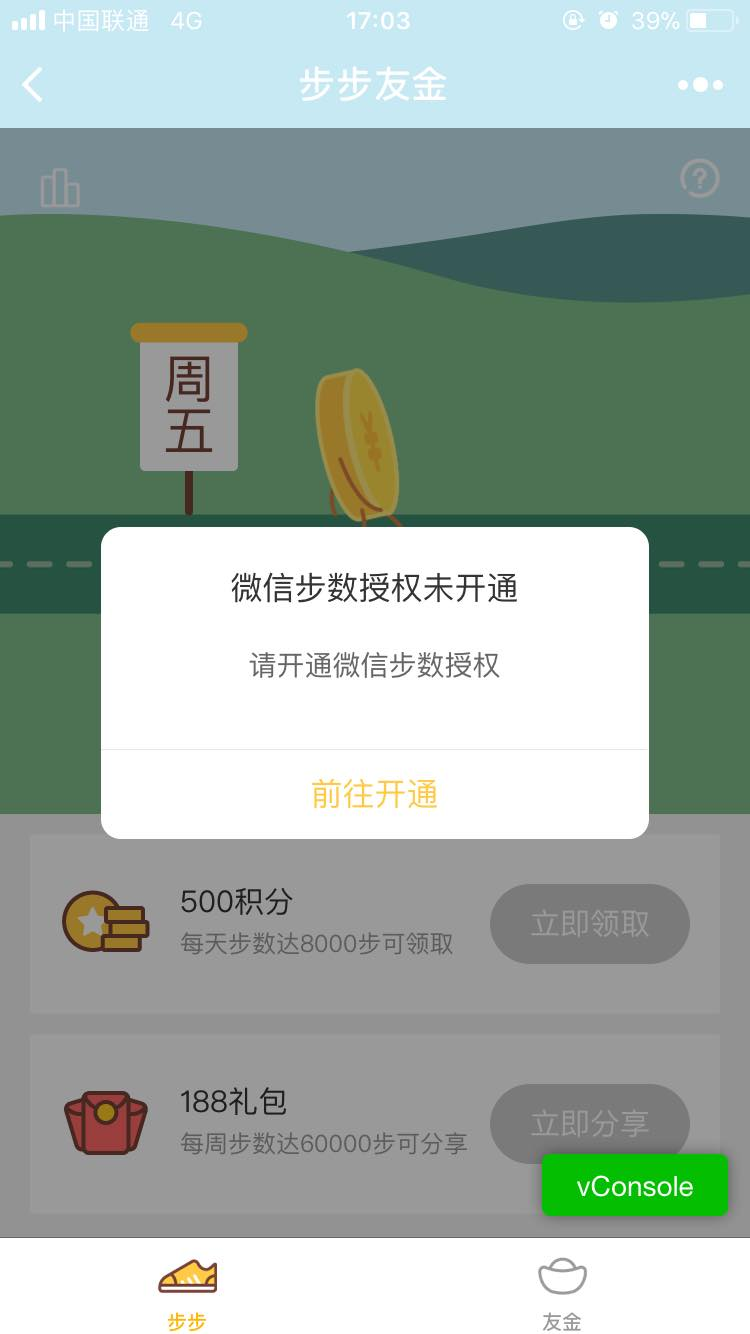 中国联通 4G 17:03 39%
步步友金
周
五
微信步数授权未开通
请开通微信步数授权
前往开通
500积分
每天步数达8000步可领取
立即领取
188礼包
每周步数达60000步可分享
立即分享
vConsole
步步
友金